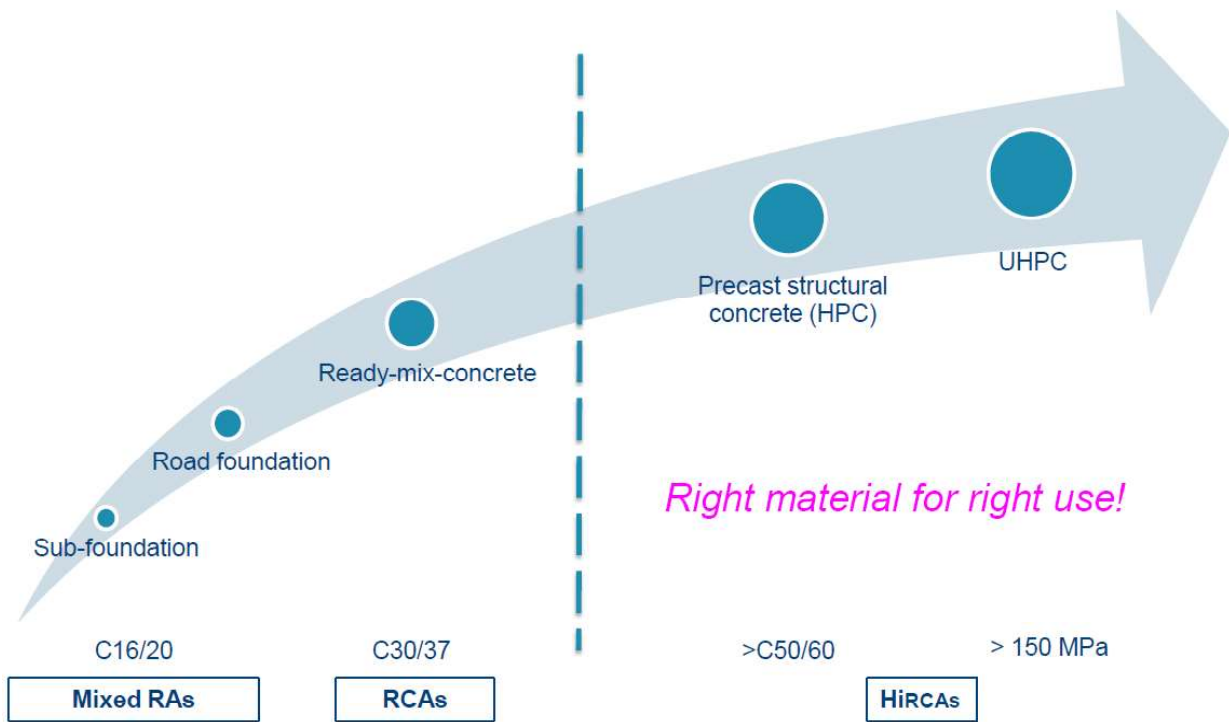 UHPC
Precast structural
concrete (HPC)
Ready-mix-concrete
Road foundation
Right material for right use!
Sub-foundation
C16/20
C30/37
>C50/60
> 150 MPa
Mixed RAs
RCAs
HiRCAs